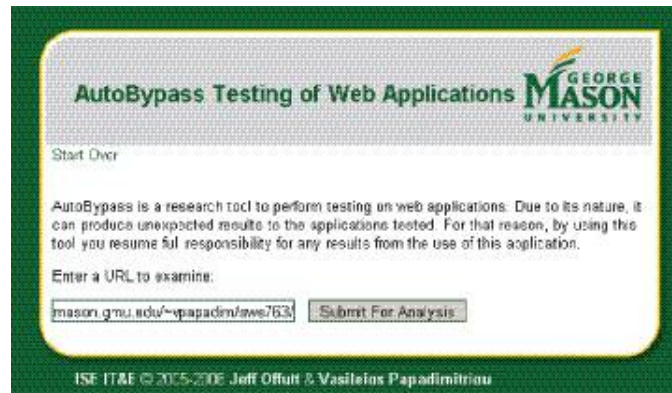 AutoBypass Testing of Web Applications
GEORGE
MASON
UNIVERSITY
Start Over
AutoBypass is a research tool to perform testing on web applications. Due to its nature, it
can produce unexpected results to the applications tested. For that reason, by using this
tool you resume full responsibility for any results from the use of this application.
Enter a URL to examine:
mason.gmu.edu/~vpapadim/swe763/
Submit For Analysis
ISE IT&E © 2005-2006 Jeff Offutt & Vasileios Papadimitriou